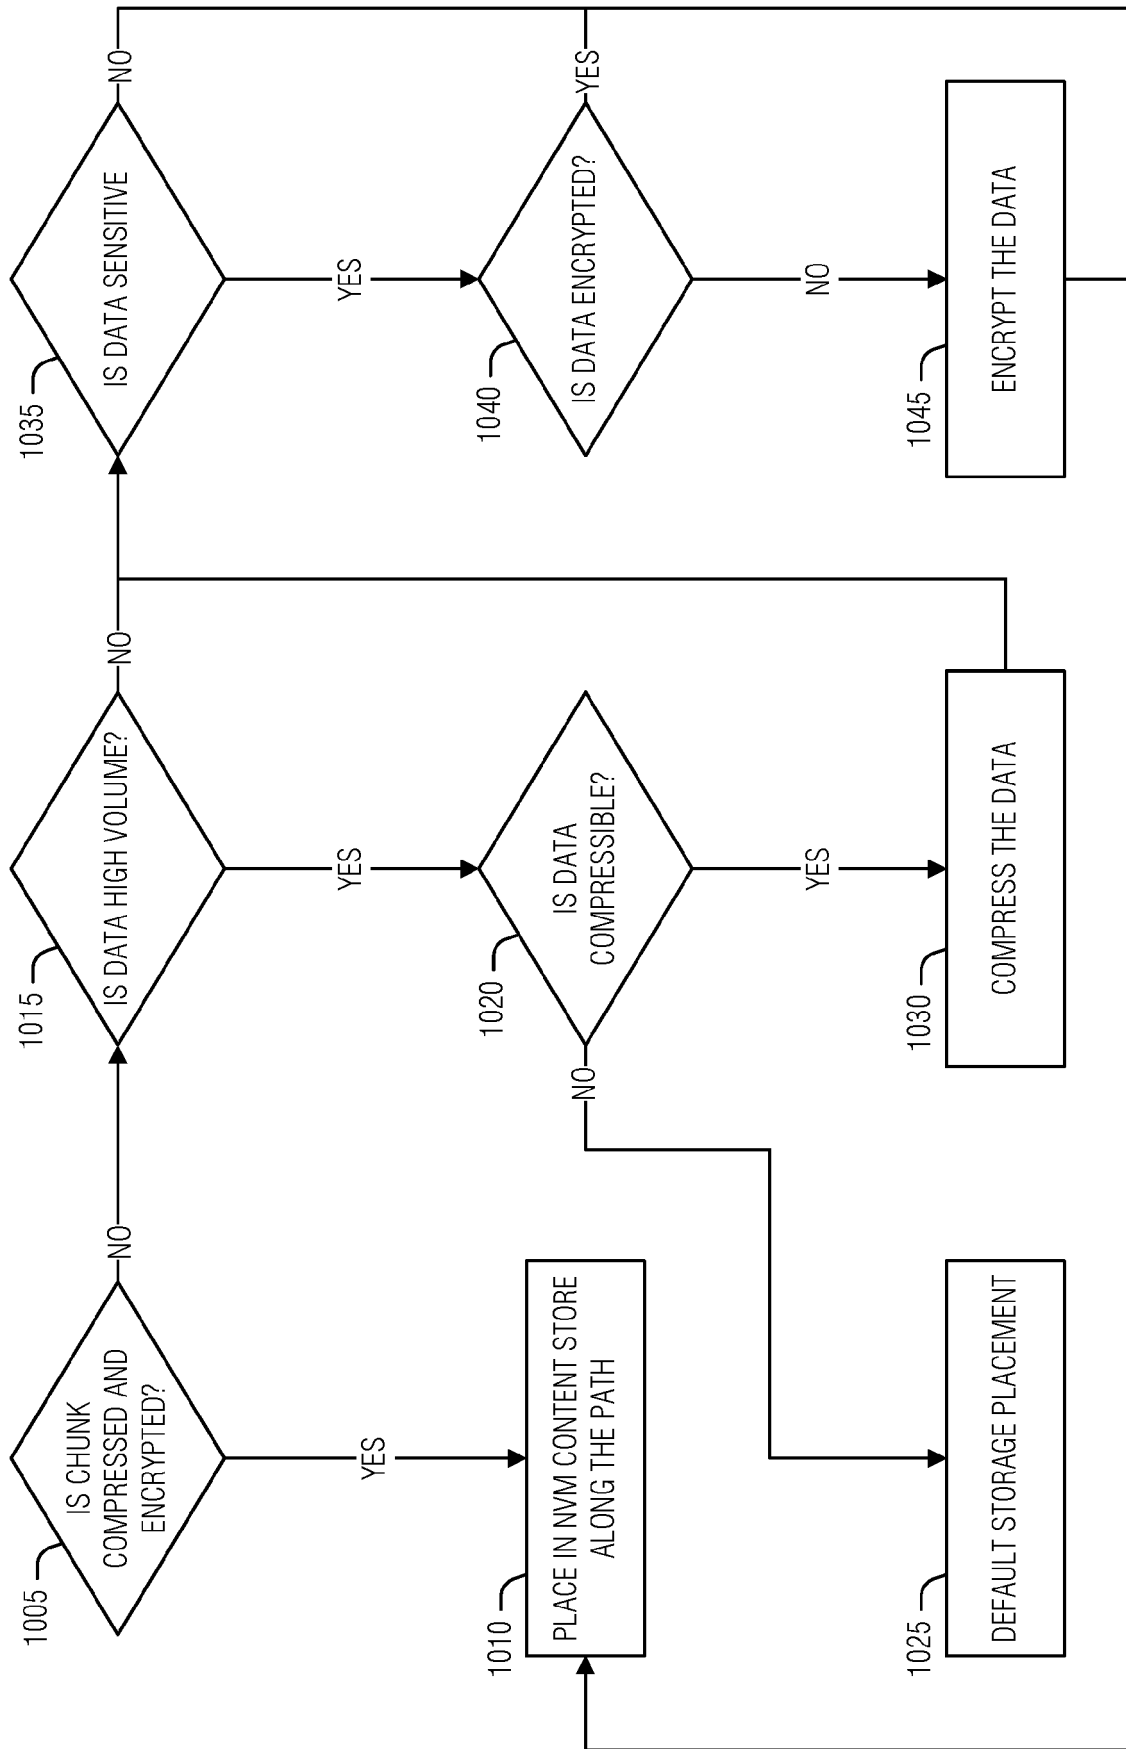 1005
IS CHUNK
COMPRESSED AND
ENCRYPTED?
NO
YES
1010
PLACE IN NVM CONTENT STORE
ALONG THE PATH
1015
IS DATA HIGH VOLUME?
NO
YES
1020
IS DATA
COMPRESSIBLE?
NO
YES
1025
DEFAULT STORAGE PLACEMENT
1030
COMPRESS THE DATA
1035
IS DATA SENSITIVE
NO
YES
1040
IS DATA ENCRYPTED?
YES
NO
1045
ENCRYPT THE DATA